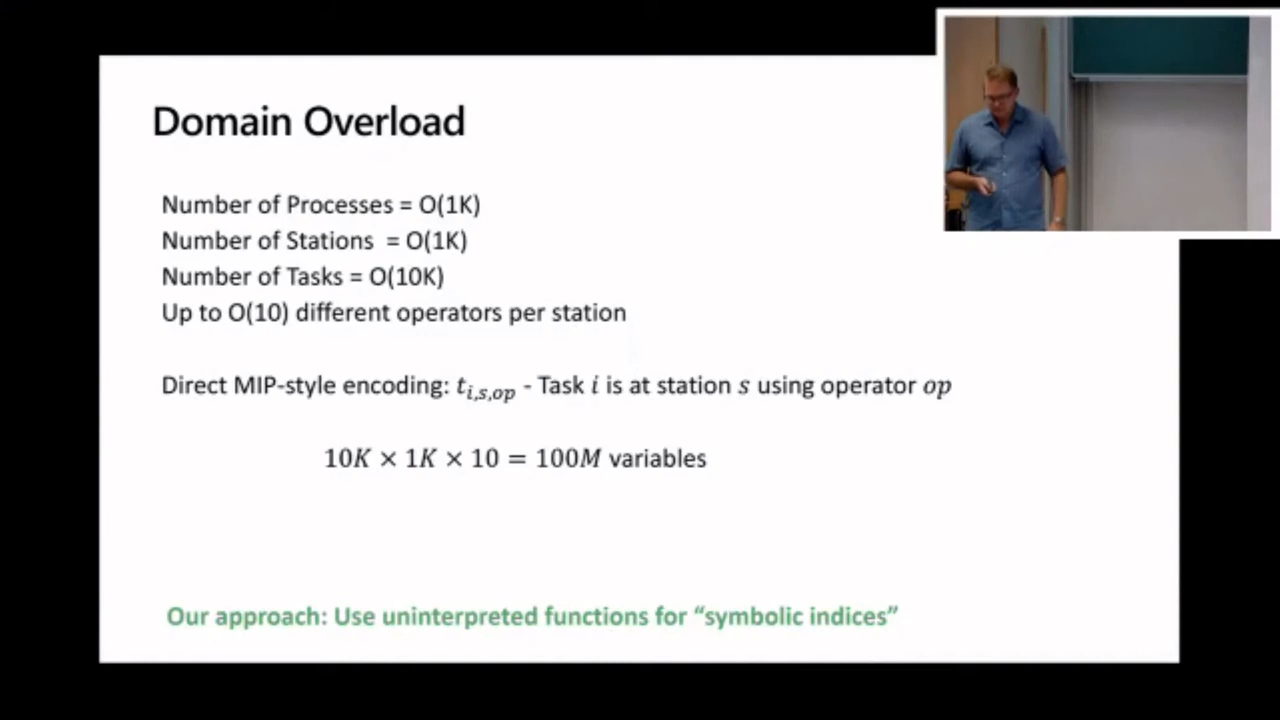 Domain Overload
Number of Processes = O(1K)
Number of Stations = O(1K)
Number of Tasks = O(10K)
Up to O(10) different operators per station
Direct MIP-style encoding: t_{i,s,op} - Task i is at station s using operator op
10K × 1K × 10 = 100M variables
Our approach: Use uninterpreted functions for “symbolic indices”